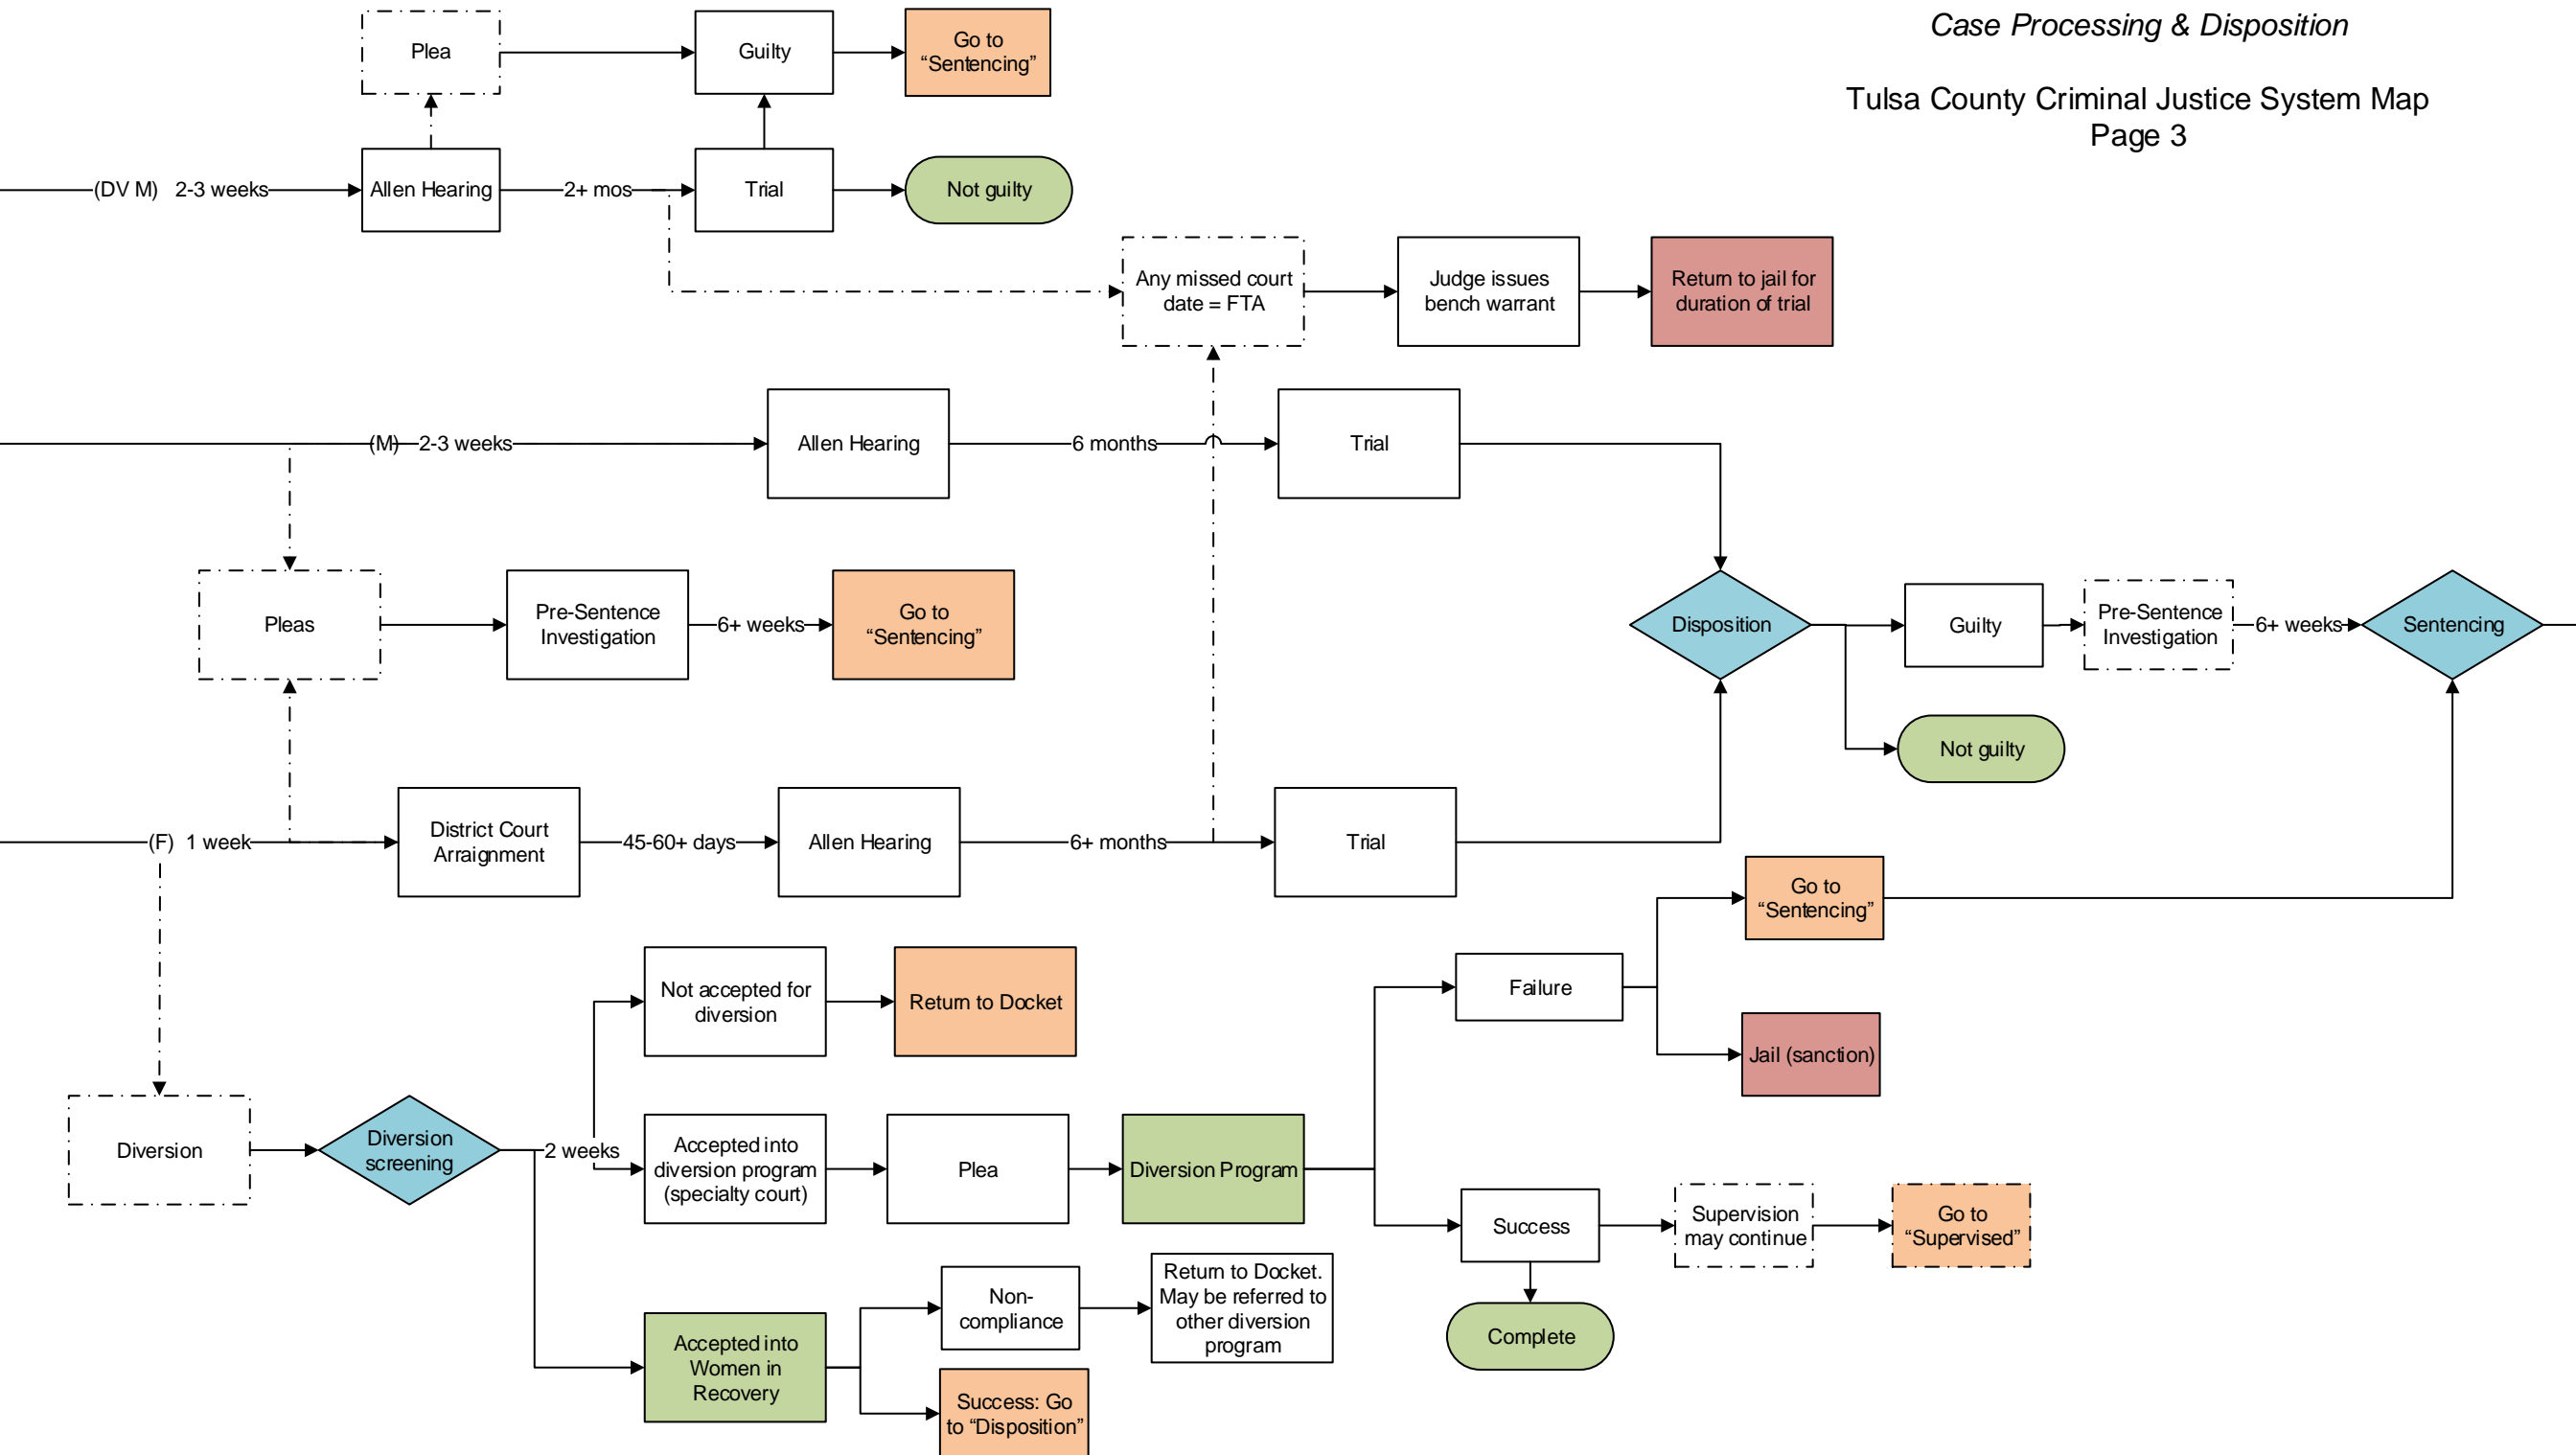 Case Processing & Disposition
Tulsa County Criminal Justice System Map
Page 3
Plea
Guilty
Go to
“Sentencing”
(DV M) 2-3 weeks
Allen Hearing
2+ mos
Trial
Not guilty
Any missed court
date = FTA
Judge issues
bench warrant
Return to jail for
duration of trial
(M) 2-3 weeks
Allen Hearing
6 months
Trial
Pleas
Pre-Sentence
Investigation
6+ weeks
Go to
“Sentencing”
Disposition
Guilty
Pre-Sentence
Investigation
6+ weeks
Sentencing
Not guilty
(F) 1 week
District Court
Arraignment
45-60+ days
Allen Hearing
6+ months
Trial
Go to
“Sentencing”
Not accepted for
diversion
Return to Docket
Failure
Jail (sanction)
Diversion
Diversion
screening
2 weeks
Accepted into
diversion program
(specialty court)
Plea
Diversion Program
Success
Supervision
may continue
Go to
“Supervised”
Complete
Accepted into
Women in
Recovery
Non-
compliance
Return to Docket.
May be referred to
other diversion
program
Success: Go
to “Disposition”